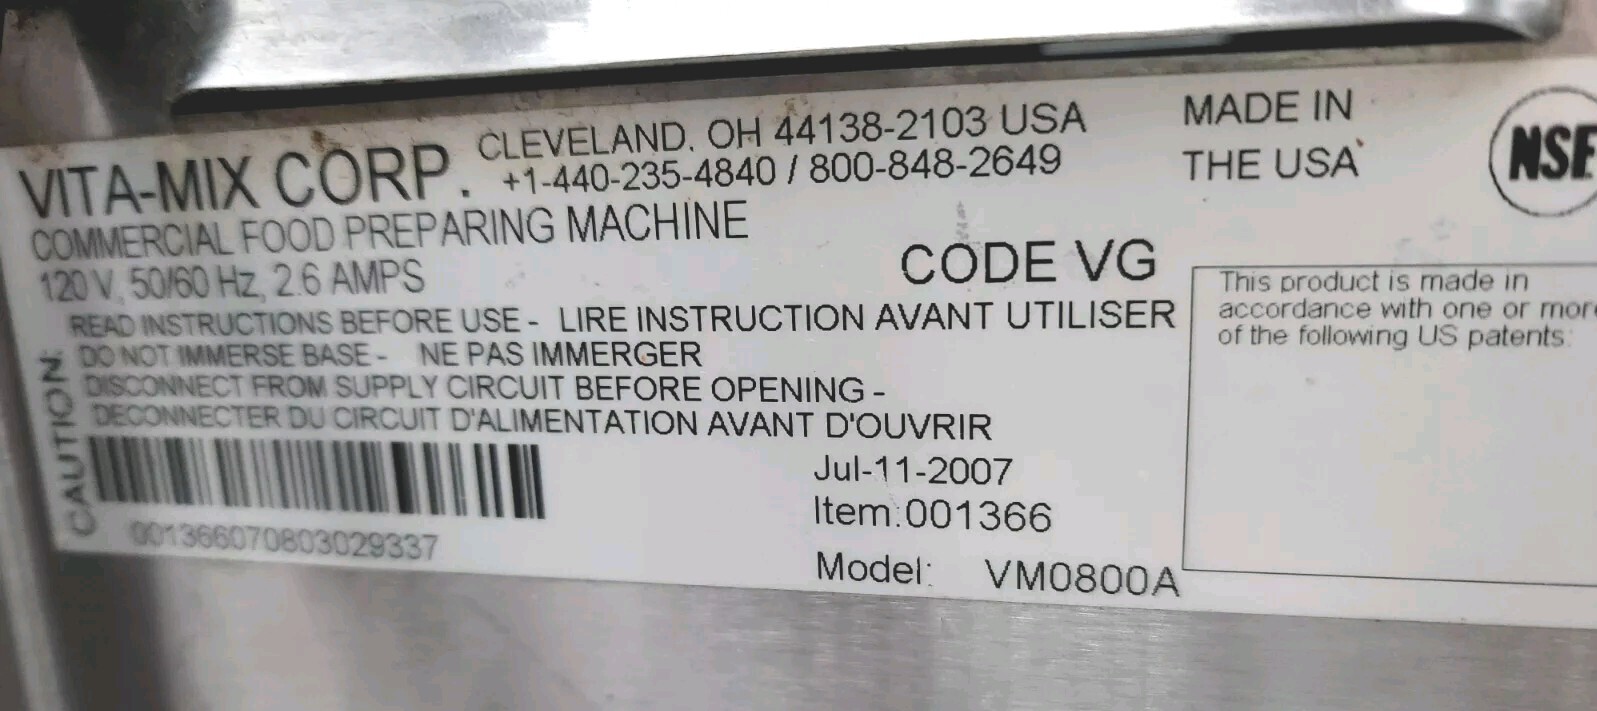 VITA-MIX CORP. CLEVELAND, OH 44138-2103 USA
+1-440-235-4840 / 800-848-2649
COMMERCIAL FOOD PREPARING MACHINE
120 V, 50/60 Hz, 2.6 AMPS
MADE IN
THE USA
NSF
CODE VG
CAUTION:
READ INSTRUCTIONS BEFORE USE - LIRE INSTRUCTION AVANT UTILISER
DO NOT IMMERSE BASE - NE PAS IMMERGER
DISCONNECT FROM SUPPLY CIRCUIT BEFORE OPENING -
DECONNECTER DU CIRCUIT D'ALIMENTATION AVANT D'OUVRIR
001366070803029337
Jul-11-2007
Item:001366
Model: VM0800A
This product is made in
accordance with one or more
of the following US patents: